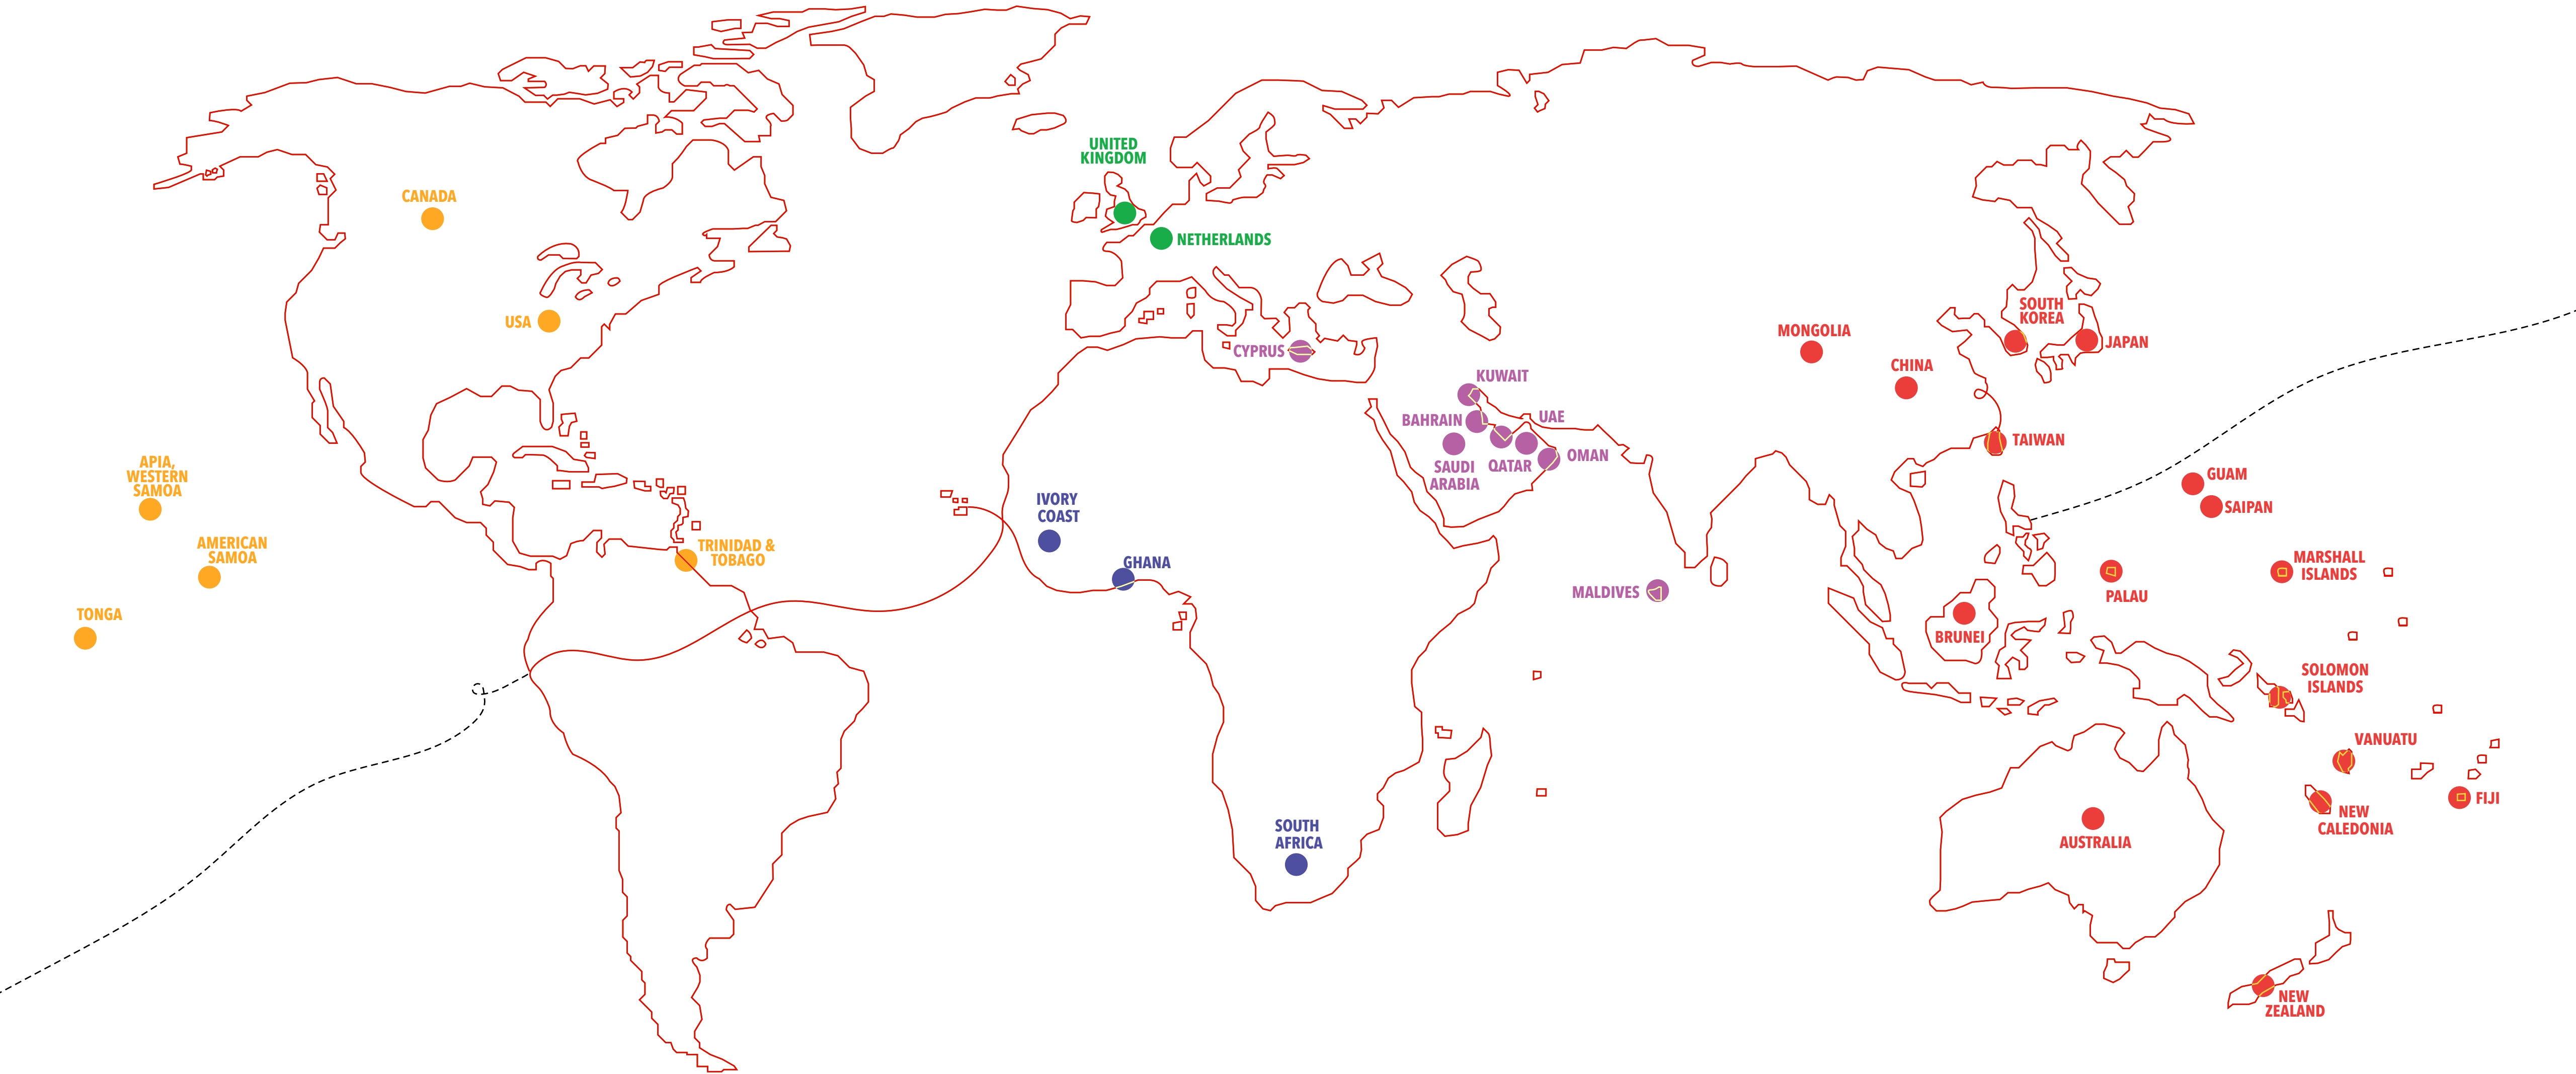 UNITED
KINGDOM
CANADA
NETHERLANDS
USA
SOUTH
KOREA
MONGOLIA
JAPAN
CYPRUS
CHINA
KUWAIT
BAHRAIN
UAE
TAIWAN
OMAN
SAUDI
ARABIA
QATAR
APIA,
WESTERN
SAMOA
GUAM
SAIPAN
IVORY
COAST
AMERICAN
SAMOA
TRINIDAD &
TOBAGO
GHANA
MARSHALL
ISLANDS
MALDIVES
PALAU
TONGA
BRUNEI
SOLOMON
ISLANDS
VANUATU
FIJI
NEW
CALEDONIA
SOUTH
AFRICA
AUSTRALIA
NEW
ZEALAND